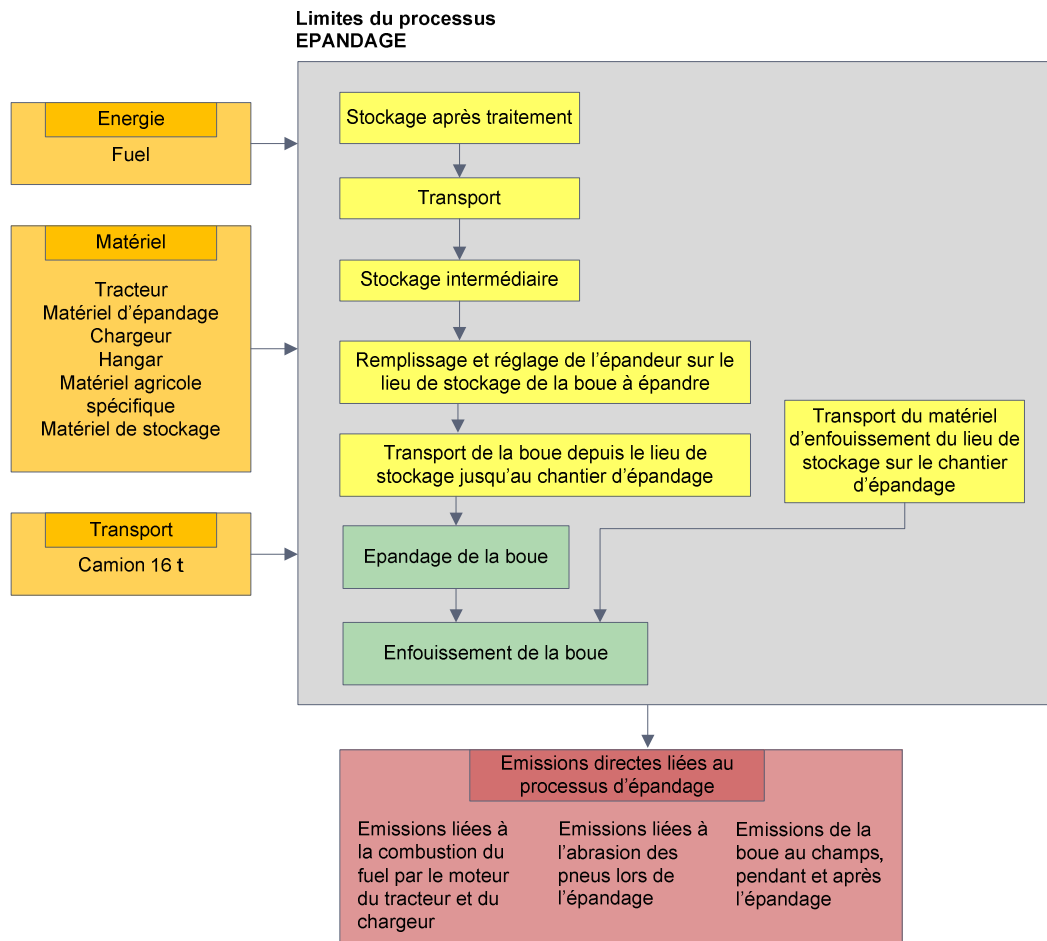 Limites du processus
EPANDAGE
Energie
Fuel
Matériel
Tracteur
Matériel d'épandage
Chargeur
Hangar
Matériel agricole
spécifique
Matériel de stockage
Transport
Camion 16 t
Stockage après traitement
Transport
Stockage intermédiaire
Remplissage et réglage de l'épandeur sur le
lieu de stockage de la boue à épandre
Transport de la boue depuis le lieu de
stockage jusqu'au chantier d'épandage
Transport du matériel
d'enfouissement du lieu de
stockage sur le chantier
d'épandage
Epandage de la boue
Enfouissement de la boue
Emissions directes liées au
processus d'épandage
Emissions liées à
la combustion du
fuel par le moteur
du tracteur et du
chargeur
Emissions liées à
l'abrasion des
pneus lors de
l'épandage
Emissions de la
boue au champs,
pendant et après
l'épandage